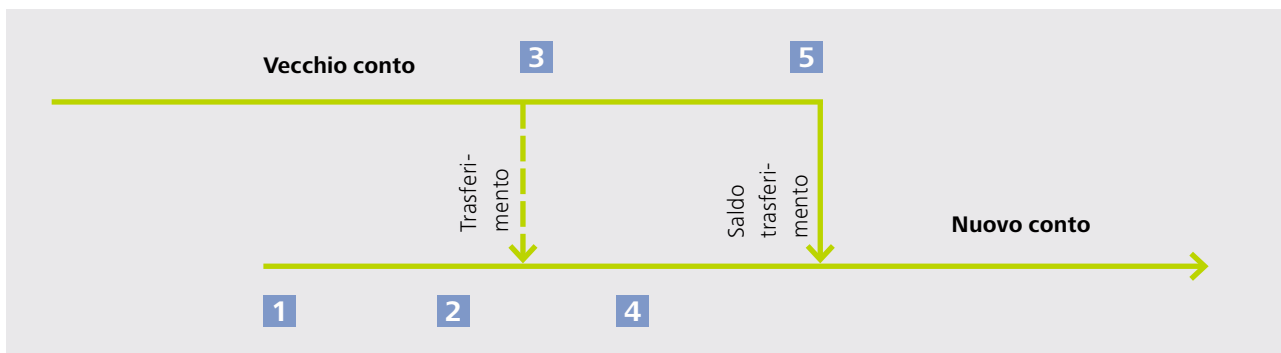 Vecchio conto
3
5
Trasferi-
mento
Saldo
trasferi-
mento
Nuovo conto
1
2
4